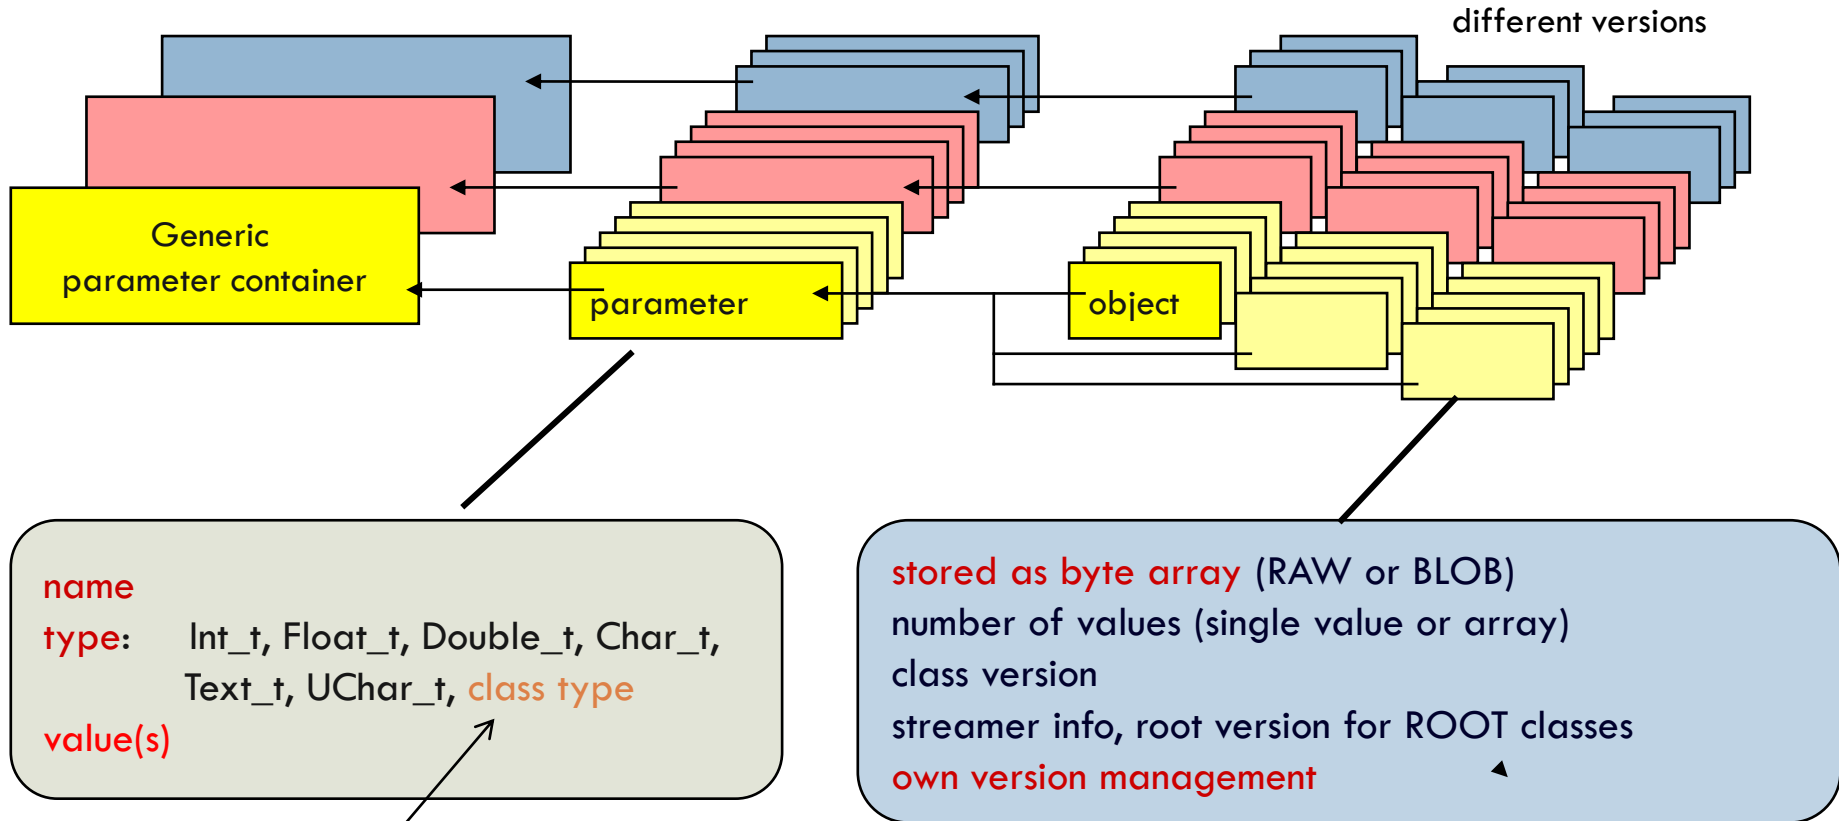 different versions
Generic
parameter container
parameter
object
name
type: Int_t, Float_t, Double_t, Char_t,
Text_t, UChar_t, class type
value(s)
stored as byte array (RAW or BLOB)
number of values (single value or array)
class version
streamer info, root version for ROOT classes
own version management